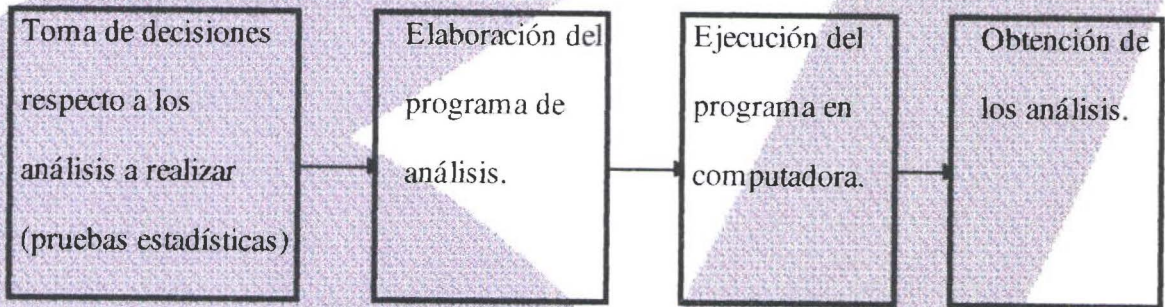 Toma de decisiones
respecto a los
análisis a realizar
(pruebas estadísticas)
Elaboración del
programa de
análisis.
Ejecución del
programa en
computadora.
Obtención de
los análisis.